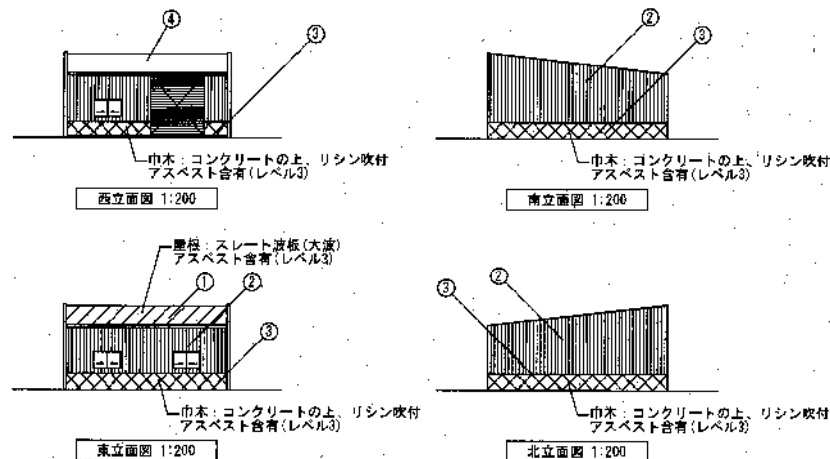 ④
③
巾木：コンクリートの上、リシン吹付
アスベスト含有(レベル3)
西立面図 1:200
②
③
巾木：コンクリートの上、リシン吹付
アスベスト含有(レベル3)
南立面図 1:200
屋根：スレート波板(大波)
アスベスト含有(レベル3)
①
②
③
巾木：コンクリートの上、リシン吹付
アスベスト含有(レベル3)
東立面図 1:200
②
③
巾木：コンクリートの上、リシン吹付
アスベスト含有(レベル3)
北立面図 1:200